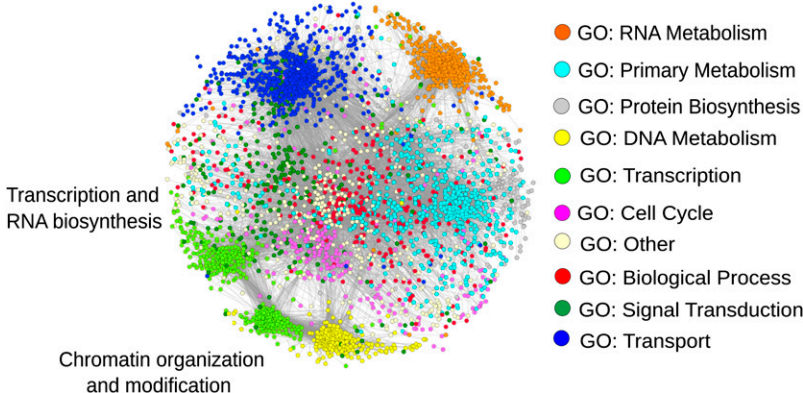 GO: RNA Metabolism
GO: Primary Metabolism
GO: Protein Biosynthesis
GO: DNA Metabolism
GO: Transcription
GO: Cell Cycle
GO: Other
GO: Biological Process
GO: Signal Transduction
GO: Transport
Transcription and
RNA biosynthesis
Chromatin organization
and modification